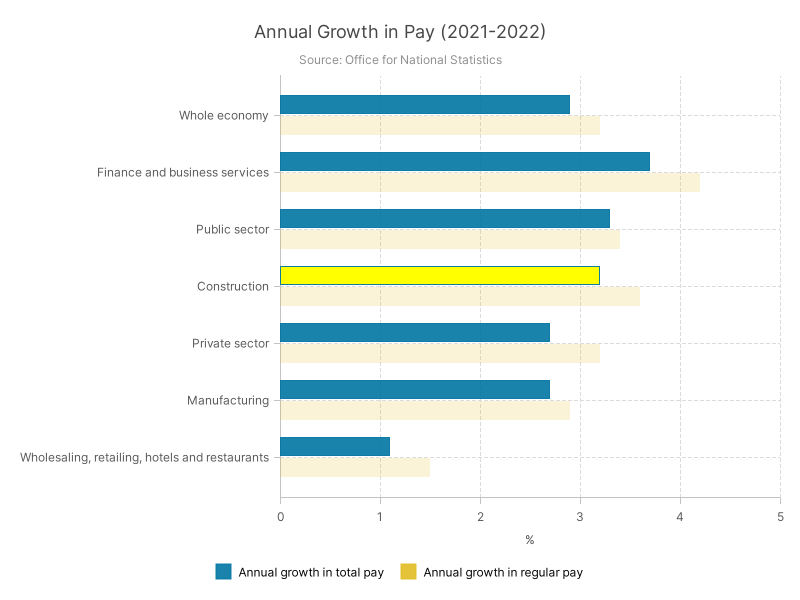 Annual Growth in Pay (2021-2022)
Source: Office for National Statistics
Whole economy
Finance and business services
Public sector
Construction
Private sector
Manufacturing
Wholesaling, retailing, hotels and restaurants
0 1 2 3 4 5
%
Annual growth in total pay Annual growth in regular pay